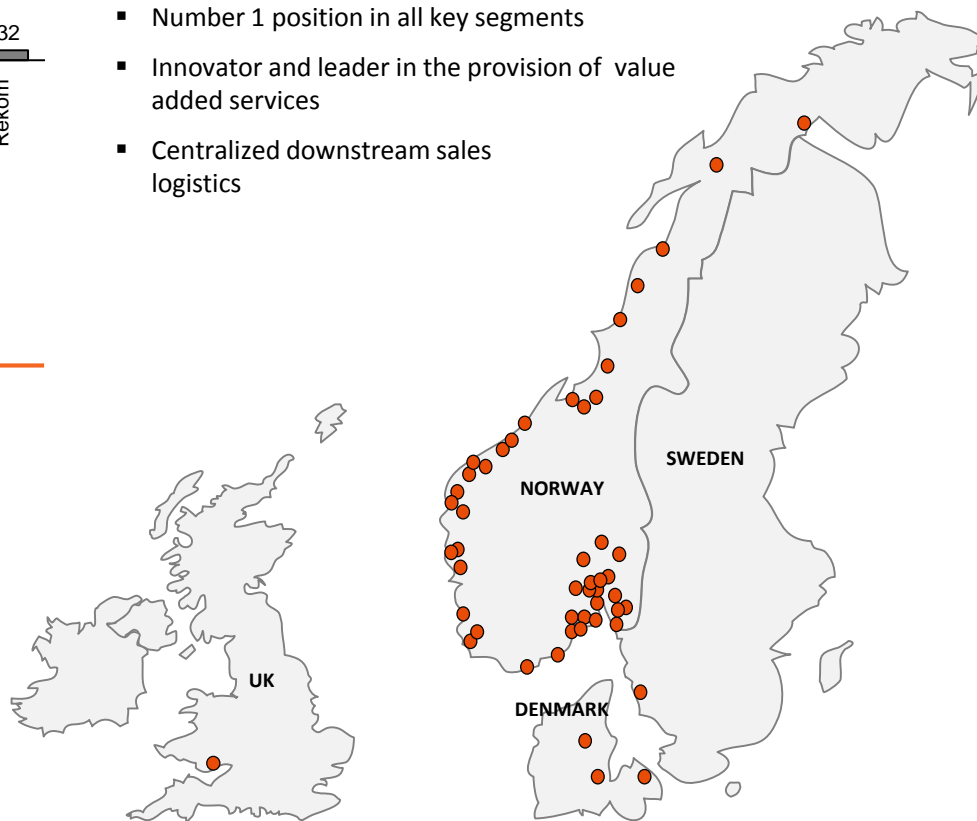 32
Rekom
▪ Number 1 position in all key segments
▪ Innovator and leader in the provision of value
added services
▪ Centralized downstream sales
logistics
SWEDEN
NORWAY
UK
DENMARK